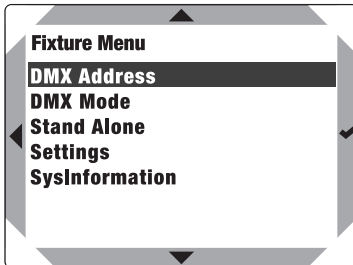 Fixture Menu
DMX Address
DMX Mode
Stand Alone
Settings
SysInformation